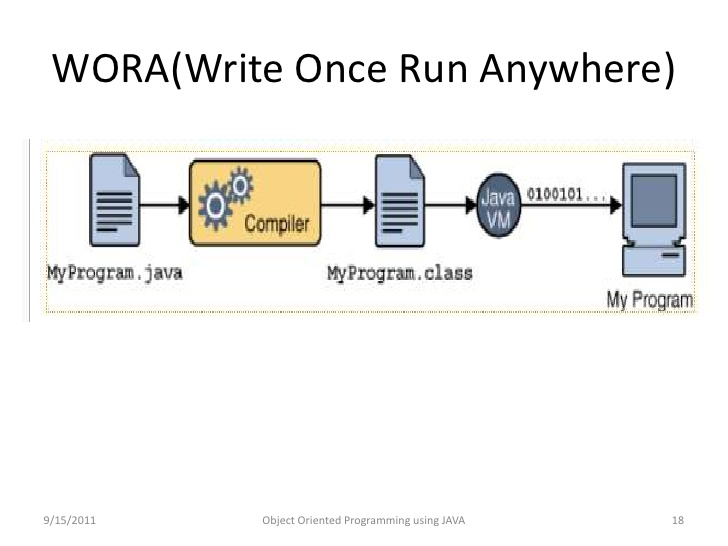 WORA(Write Once Run Anywhere)
Compiler
Java
VM
0100101...
MyProgram.java
MyProgram.class
My Program
9/15/2011
Object Oriented Programming using JAVA
18